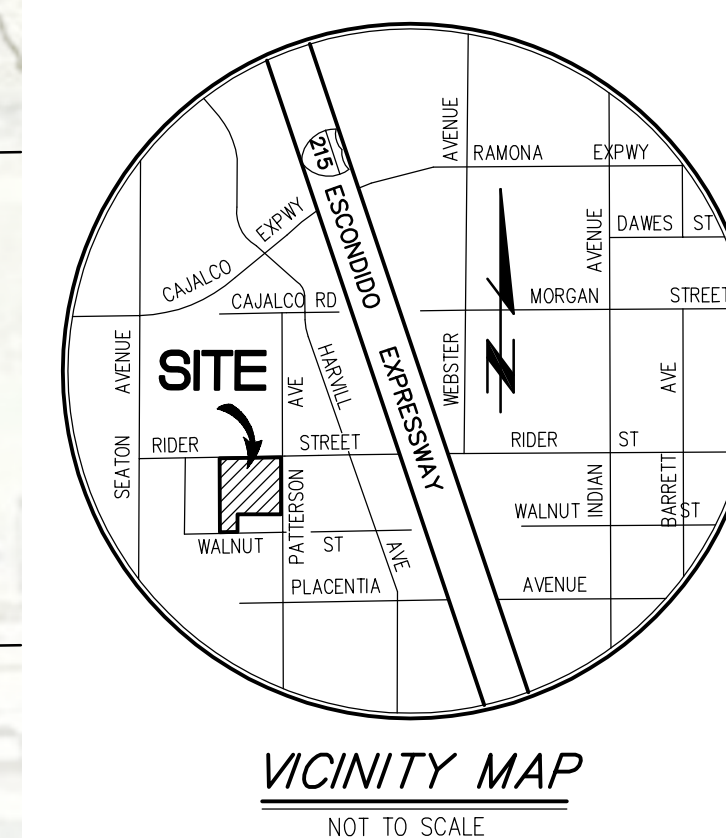 AVENUE
RAMONA EXPWY
215
ESCONDIDO
EXPRESSWAY
CAJALCO EXPWY
AVENUE
DAWES ST
CAJALCO RD
MORGAN STREET
AVENUE
SITE
AVE
HARVILL
WEBSTER
AVE
N
SEATON
RIDER
STREET
RIDER ST
PATTERSON
INDIAN
BARRETT
WALNUT
ST
WALNUT ST
AVE
PLACENTIA
AVENUE
VICINITY MAP
NOT TO SCALE